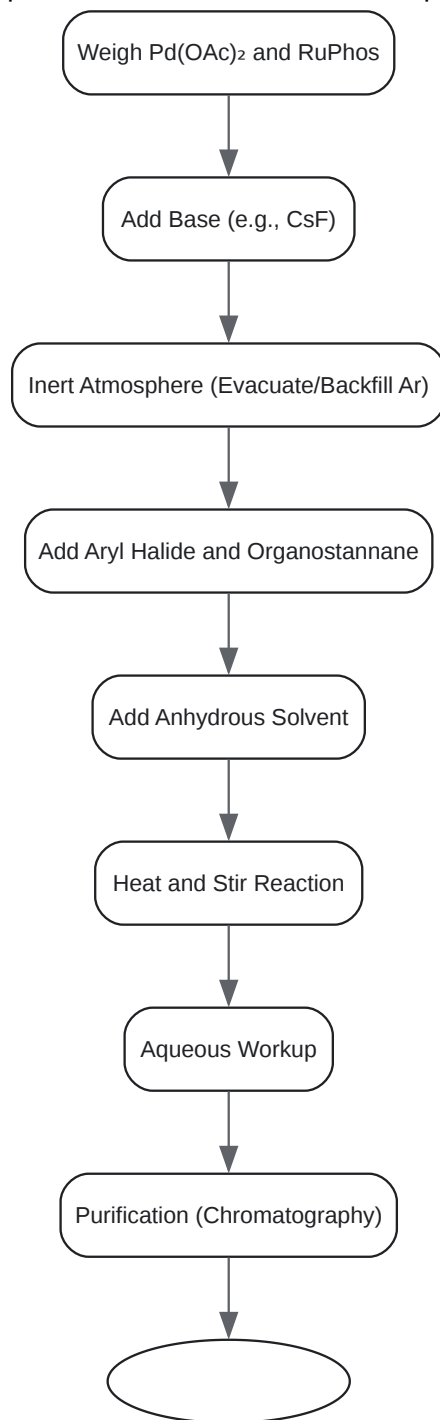 Weigh Pd(OAc)₂ and RuPhos
Add Base (e.g., CsF)
Inert Atmosphere (Evacuate/Backfill Ar)
Add Aryl Halide and Organostannane
Add Anhydrous Solvent
Heat and Stir Reaction
Aqueous Workup
Purification (Chromatography)